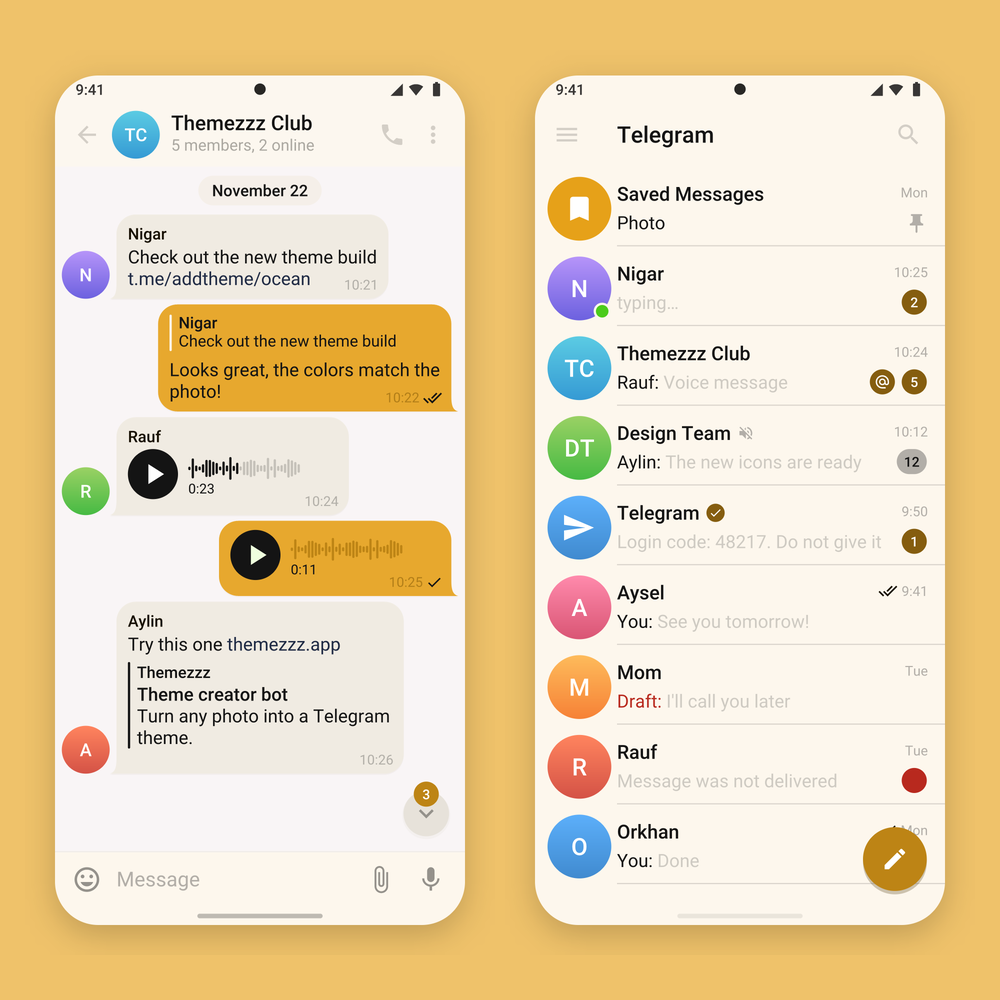 9:41
TC
Themezzz Club
5 members, 2 online
November 22
Nigar
Check out the new theme build
t.me/addtheme/ocean
10:21
N
Nigar
Check out the new theme build
Looks great, the colors match the
photo!
10:22
Rauf
0:23
10:24
R
0:11
10:25
Aylin
Try this one themezzz.app
Themezzz
Theme creator bot
Turn any photo into a Telegram
theme.
10:26
A
3
Message
9:41
Telegram
Saved Messages
Mon
Photo
N
Nigar
10:25
typing...
2
TC
Themezzz Club
10:24
Rauf: Voice message
@
5
DT
Design Team
10:12
Aylin: The new icons are ready
12
Telegram
9:50
Login code: 48217. Do not give it
1
A
Aysel
9:41
You: See you tomorrow!
M
Mom
Tue
Draft: I'll call you later
R
Rauf
Tue
Message was not delivered
O
Orkhan
Mon
You: Done